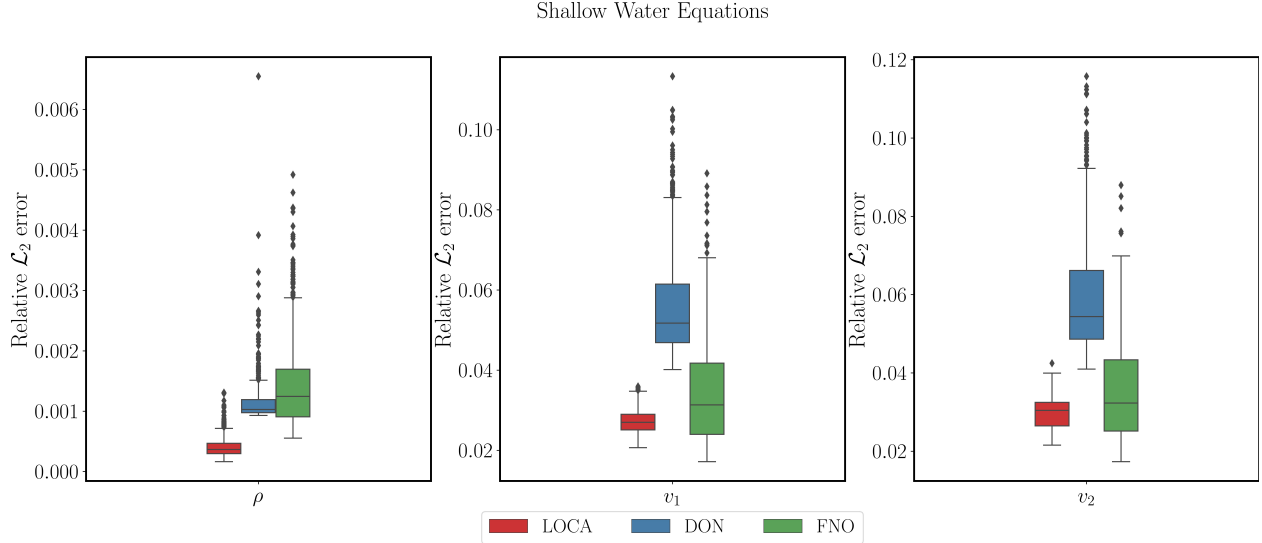 Shallow Water Equations
Relative 𝓛₂ error
0.006
0.005
0.004
0.003
0.002
0.001
0.000
ρ
Relative 𝓛₂ error
0.10
0.08
0.06
0.04
0.02
v₁
Relative 𝓛₂ error
0.12
0.10
0.08
0.06
0.04
0.02
v₂
LOCA DON FNO